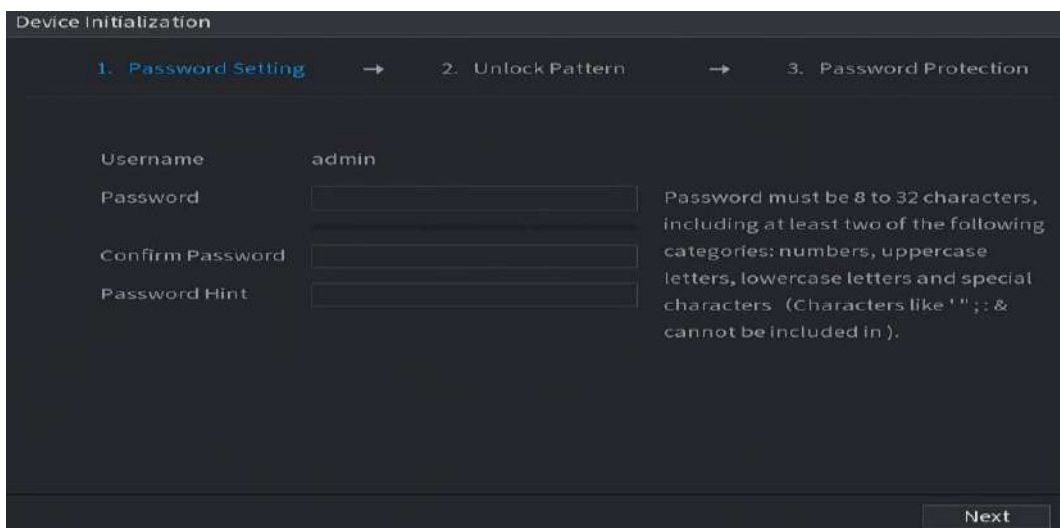 Device Initialization
1. Password Setting → 2. Unlock Pattern → 3. Password Protection
Username admin
Password
Confirm Password
Password Hint
Password must be 8 to 32 characters,
including at least two of the following
categories: numbers, uppercase
letters, lowercase letters and special
characters (Characters like ' " ; : &
cannot be included in ).
Next